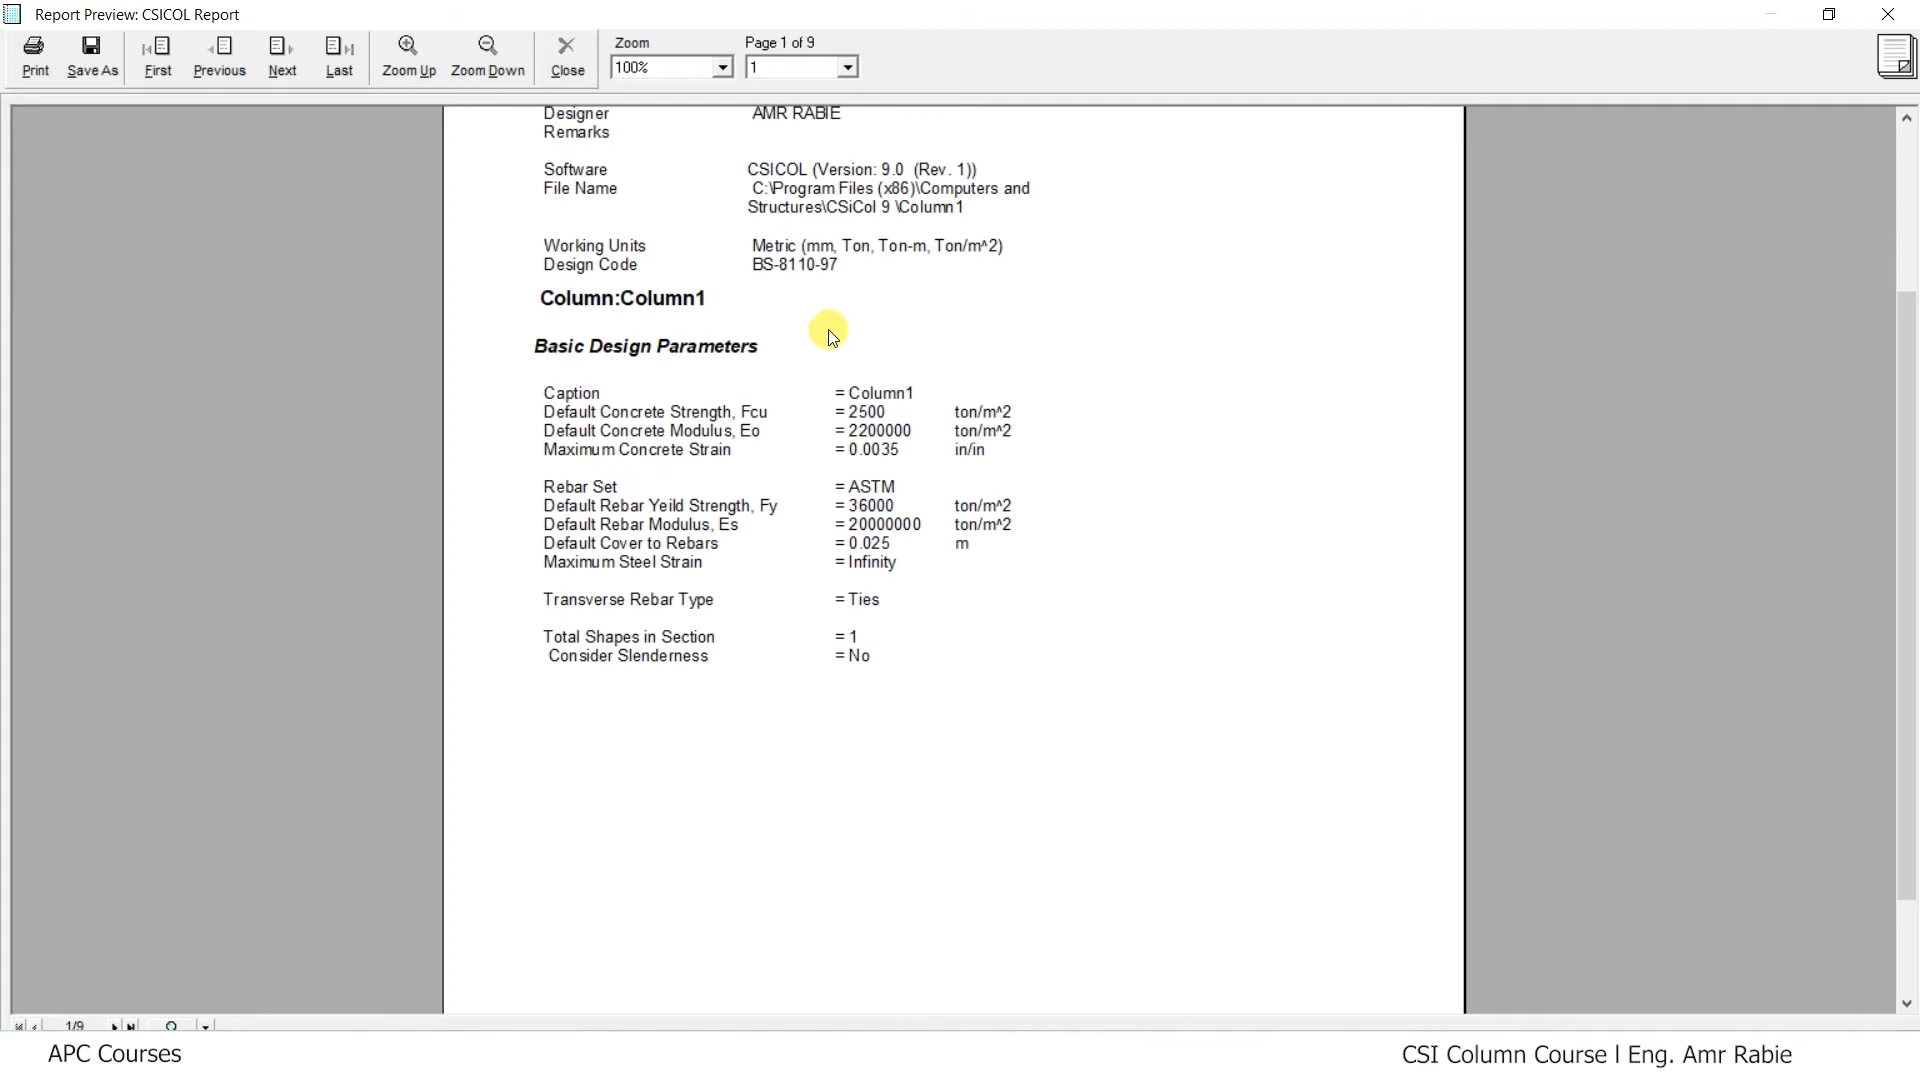 Report Preview: CSICOL Report
Print Save As First Previous Next Last Zoom Up Zoom Down Close
Zoom
100%
Page 1 of 9
1
Designer AMR RABIE
Remarks
Software CSICOL (Version: 9.0 (Rev. 1))
File Name C:\Program Files (x86)\Computers and
Structures\CSiCol 9 \Column1
Working Units Metric (mm, Ton, Ton-m, Ton/m^2)
Design Code BS-8110-97
Column:Column1
Basic Design Parameters
Caption = Column1
Default Concrete Strength, Fcu = 2500 ton/m^2
Default Concrete Modulus, Eo = 2200000 ton/m^2
Maximum Concrete Strain = 0.0035 in/in
Rebar Set = ASTM
Default Rebar Yeild Strength, Fy = 36000 ton/m^2
Default Rebar Modulus, Es = 20000000 ton/m^2
Default Cover to Rebars = 0.025 m
Maximum Steel Strain = Infinity
Transverse Rebar Type = Ties
Total Shapes in Section = 1
Consider Slenderness = No
1/9
APC Courses
CSI Column Course l Eng. Amr Rabie